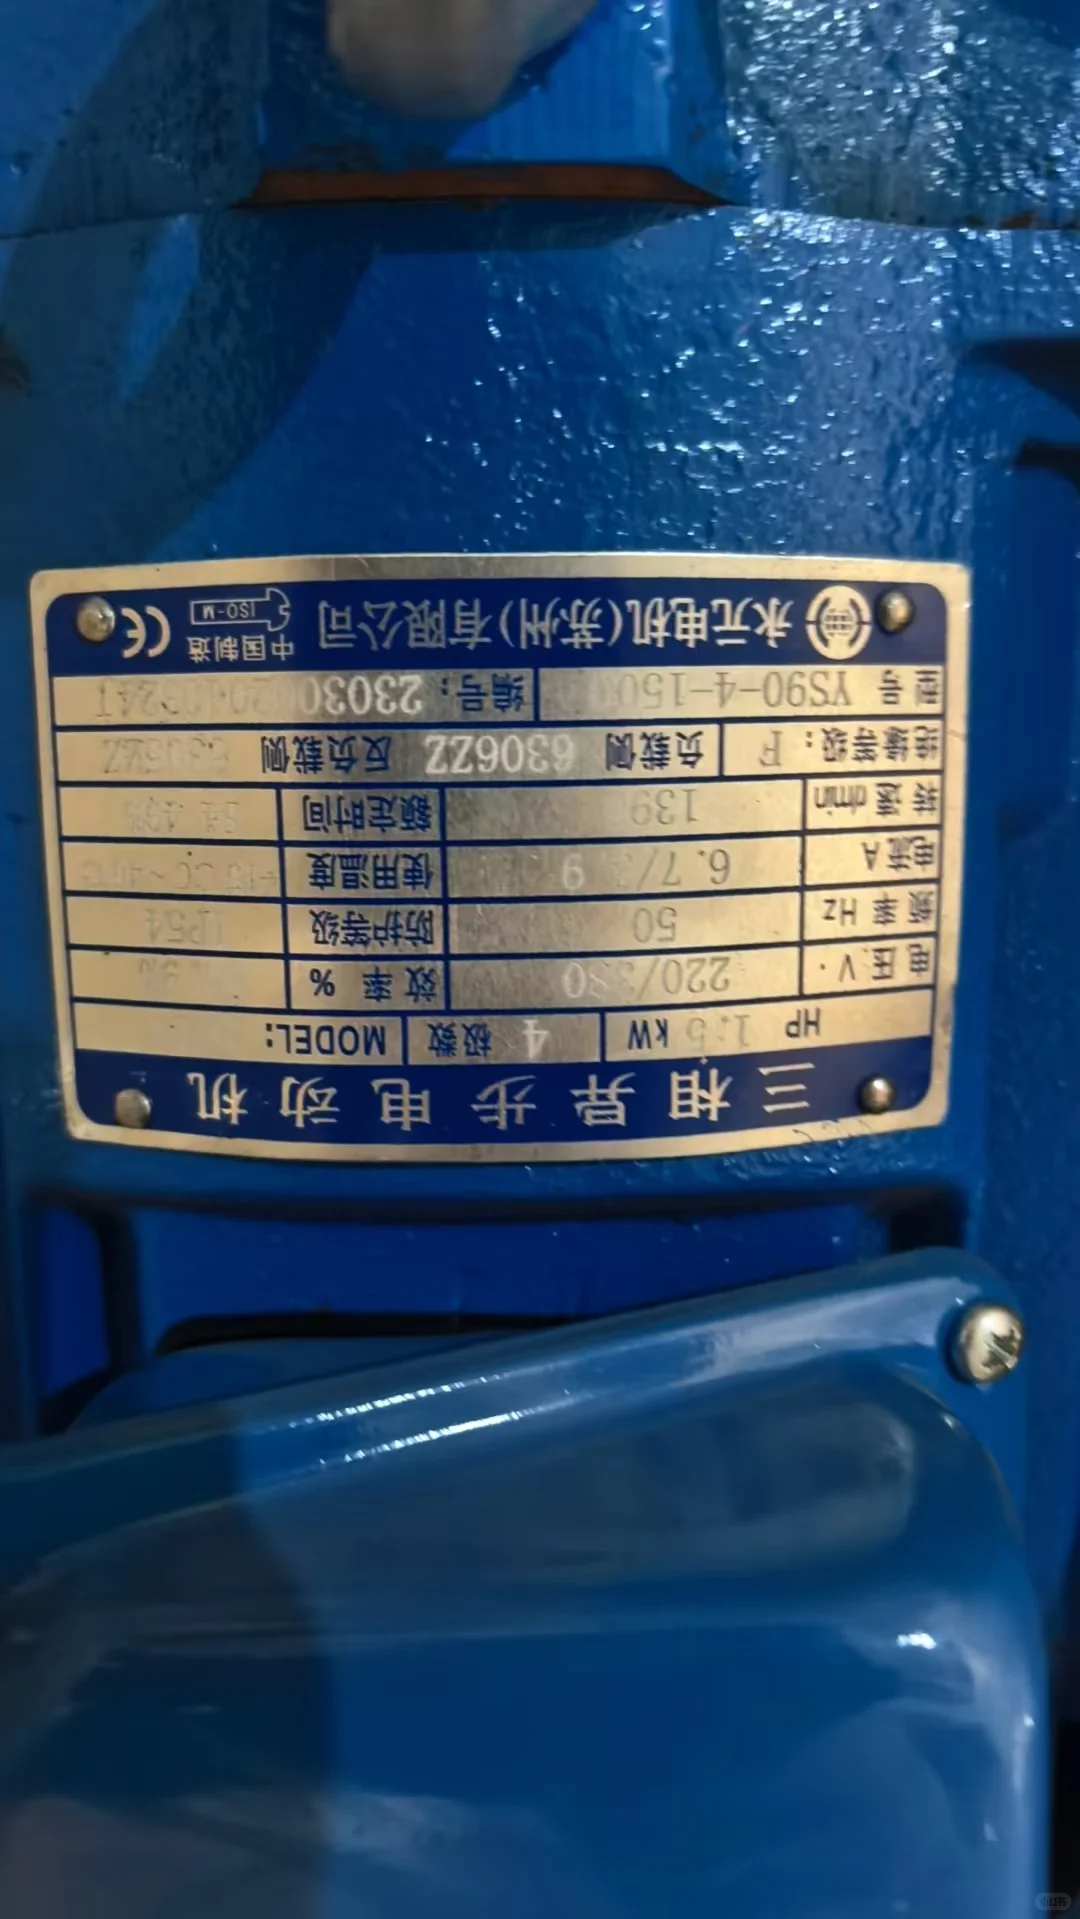 三相异步电动机
HP 1.5 kW 极数 4 MODEL:
电压 V 220/380 效率 %
频率 Hz 50 防护等级 IP54
电流 A 6.7/3.9 使用温度
转速 r/min 139 额定时间
绝缘等级: F 负载侧 6306ZZ 反负载侧 6306ZZ
型号 YS90-4-150 编号: 23030
永元电机(苏州)有限公司 中国制造 ISO-M CE